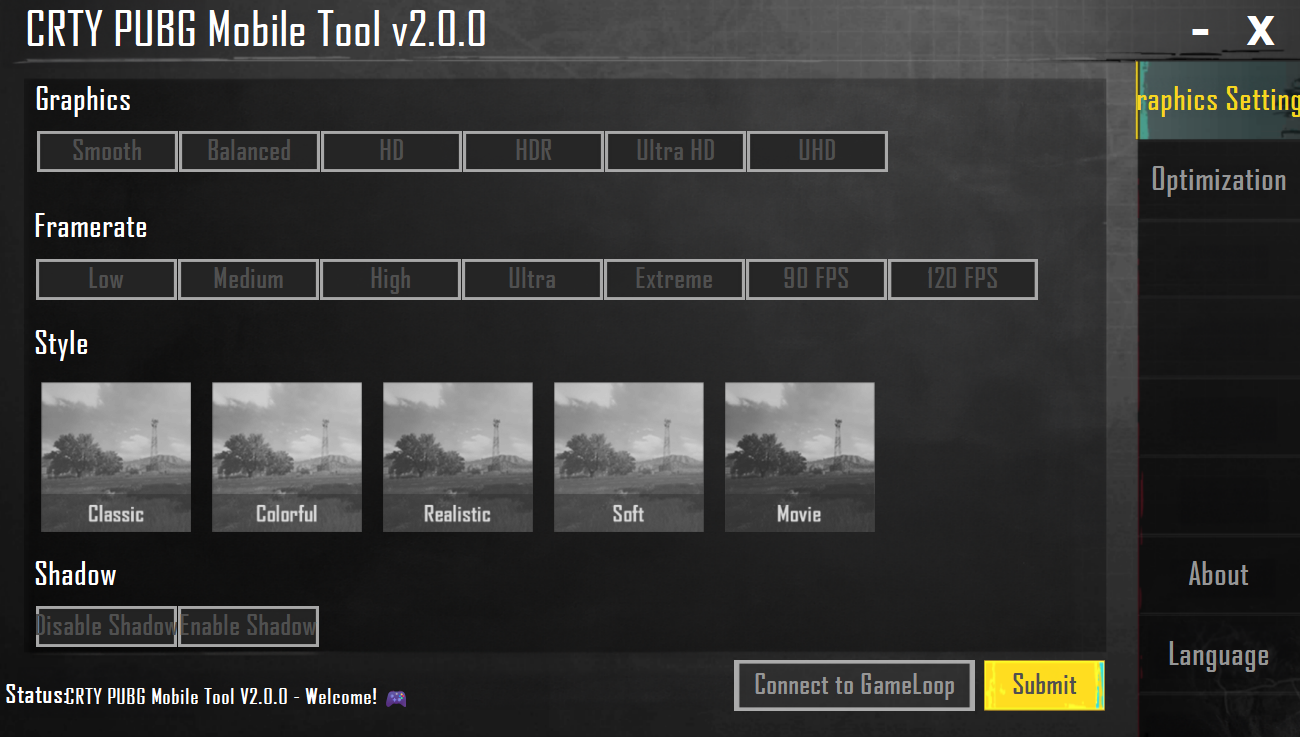 CRTY PUBG Mobile Tool v2.0.0
- X
Graphics
Smooth Balanced HD HDR Ultra HD UHD
Framerate
Low Medium High Ultra Extreme 90 FPS 120 FPS
Style
Classic Colorful Realistic Soft Movie
Shadow
Disable Shadow Enable Shadow
Status: CRTY PUBG Mobile Tool V2.0.0 - Welcome! 🎮
Connect to GameLoop Submit
raphics Setting
Optimization
About
Language